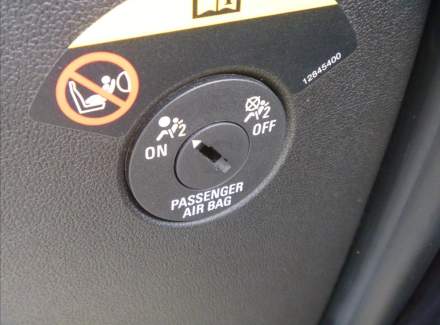 12845400
2
2
ON
OFF
PASSENGER
AIR BAG